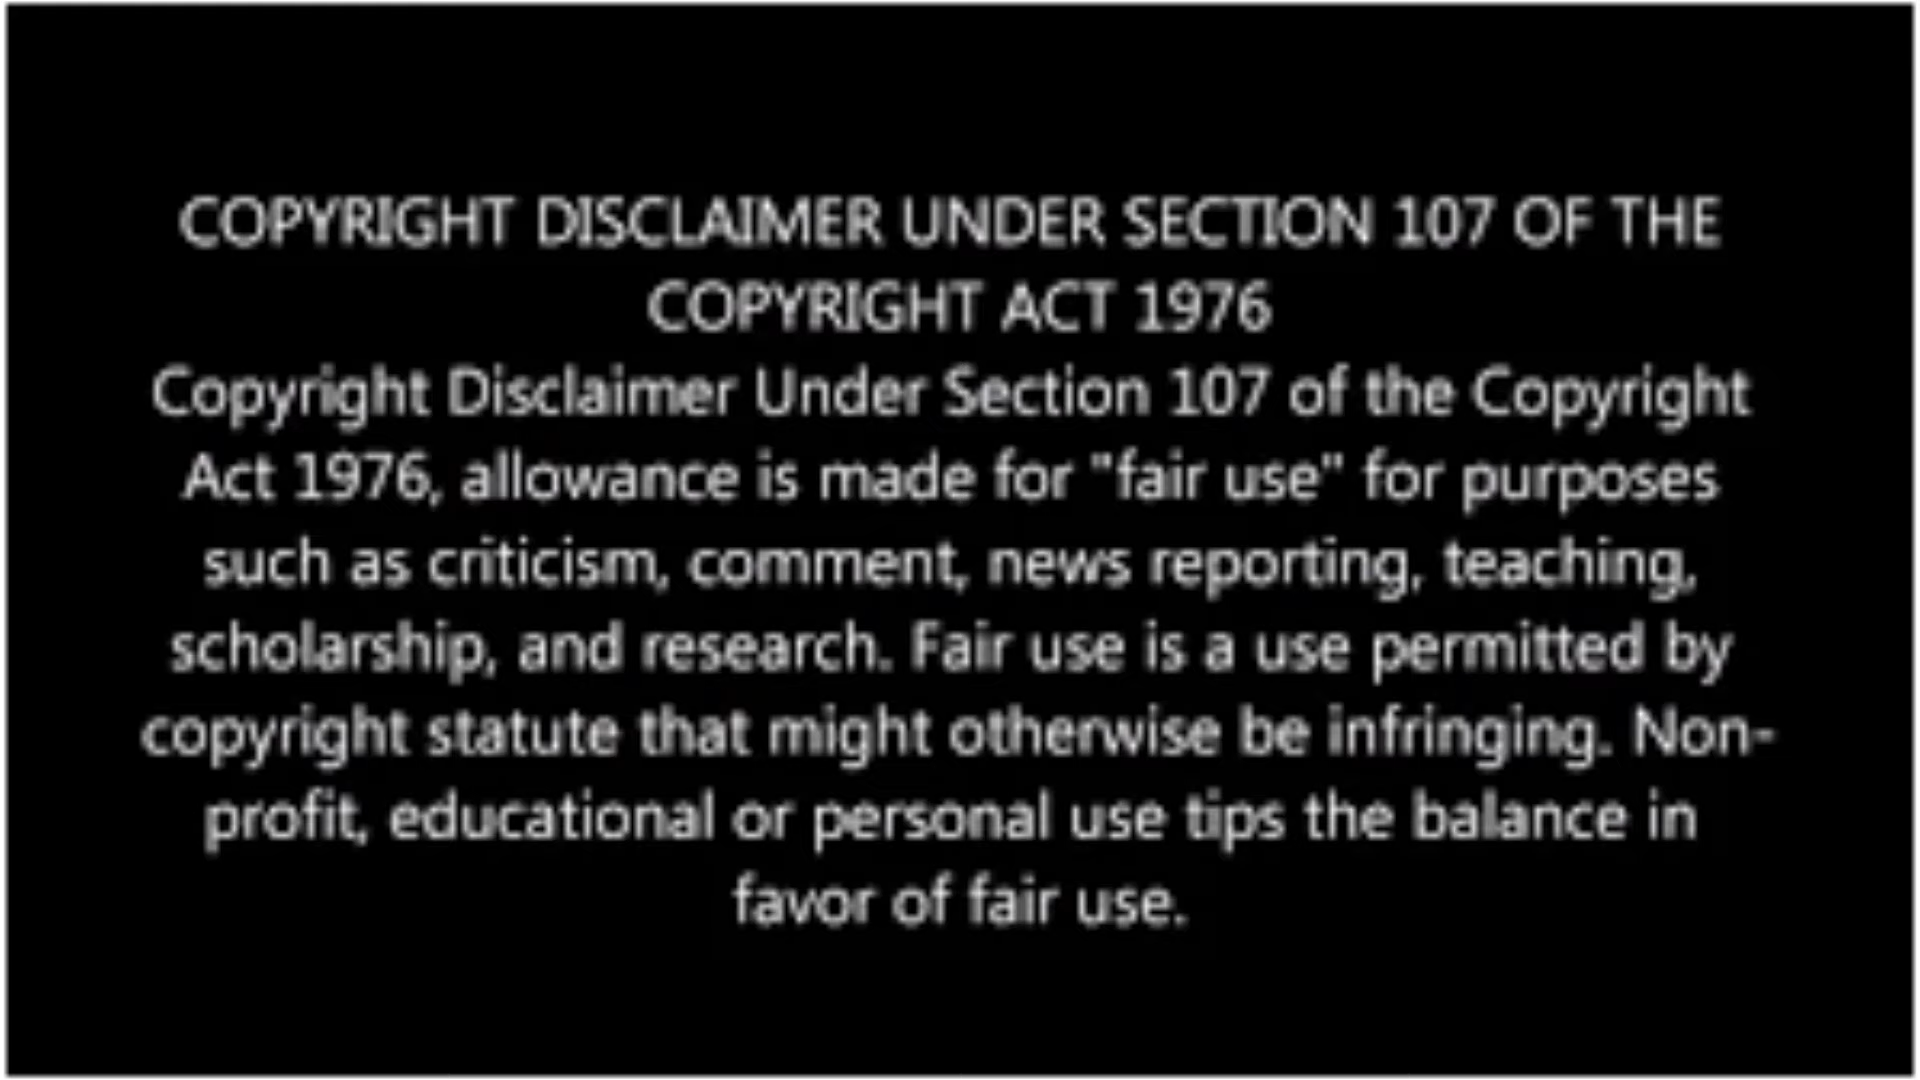 COPYRIGHT DISCLAIMER UNDER SECTION 107 OF THE
COPYRIGHT ACT 1976
Copyright Disclaimer Under Section 107 of the Copyright
Act 1976, allowance is made for "fair use" for purposes
such as criticism, comment, news reporting, teaching,
scholarship, and research. Fair use is a use permitted by
copyright statute that might otherwise be infringing. Non-
profit, educational or personal use tips the balance in
favor of fair use.